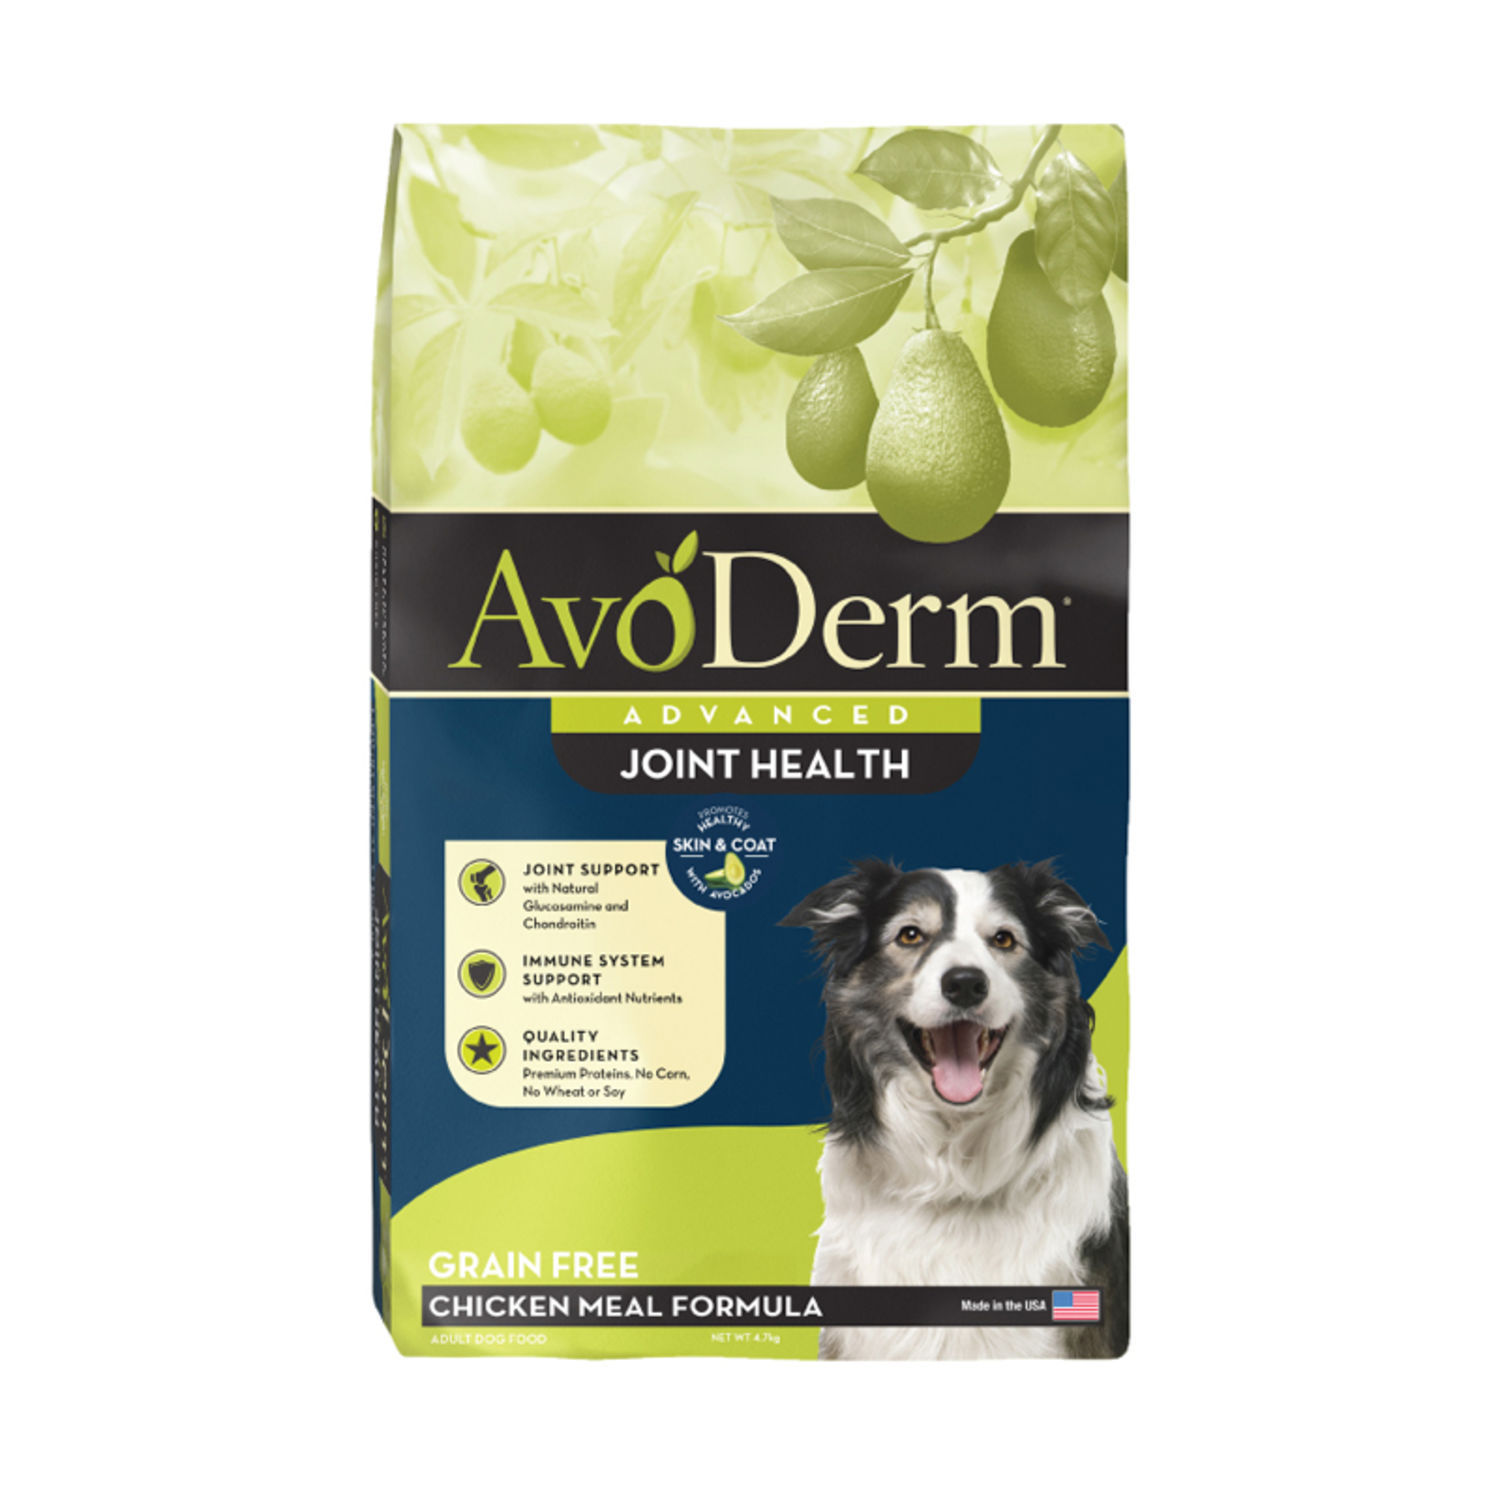 AvoDerm®
ADVANCED
JOINT HEALTH
PROMOTES
HEALTHY
SKIN & COAT
WITH AVOCADOS
JOINT SUPPORT
with Natural
Glucosamine and
Chondroitin
IMMUNE SYSTEM
SUPPORT
with Antioxidant Nutrients
QUALITY
INGREDIENTS
Premium Proteins, No Corn,
No Wheat or Soy
GRAIN FREE
CHICKEN MEAL FORMULA
Made in the USA
ADULT DOG FOOD
NET WT 4.7kg